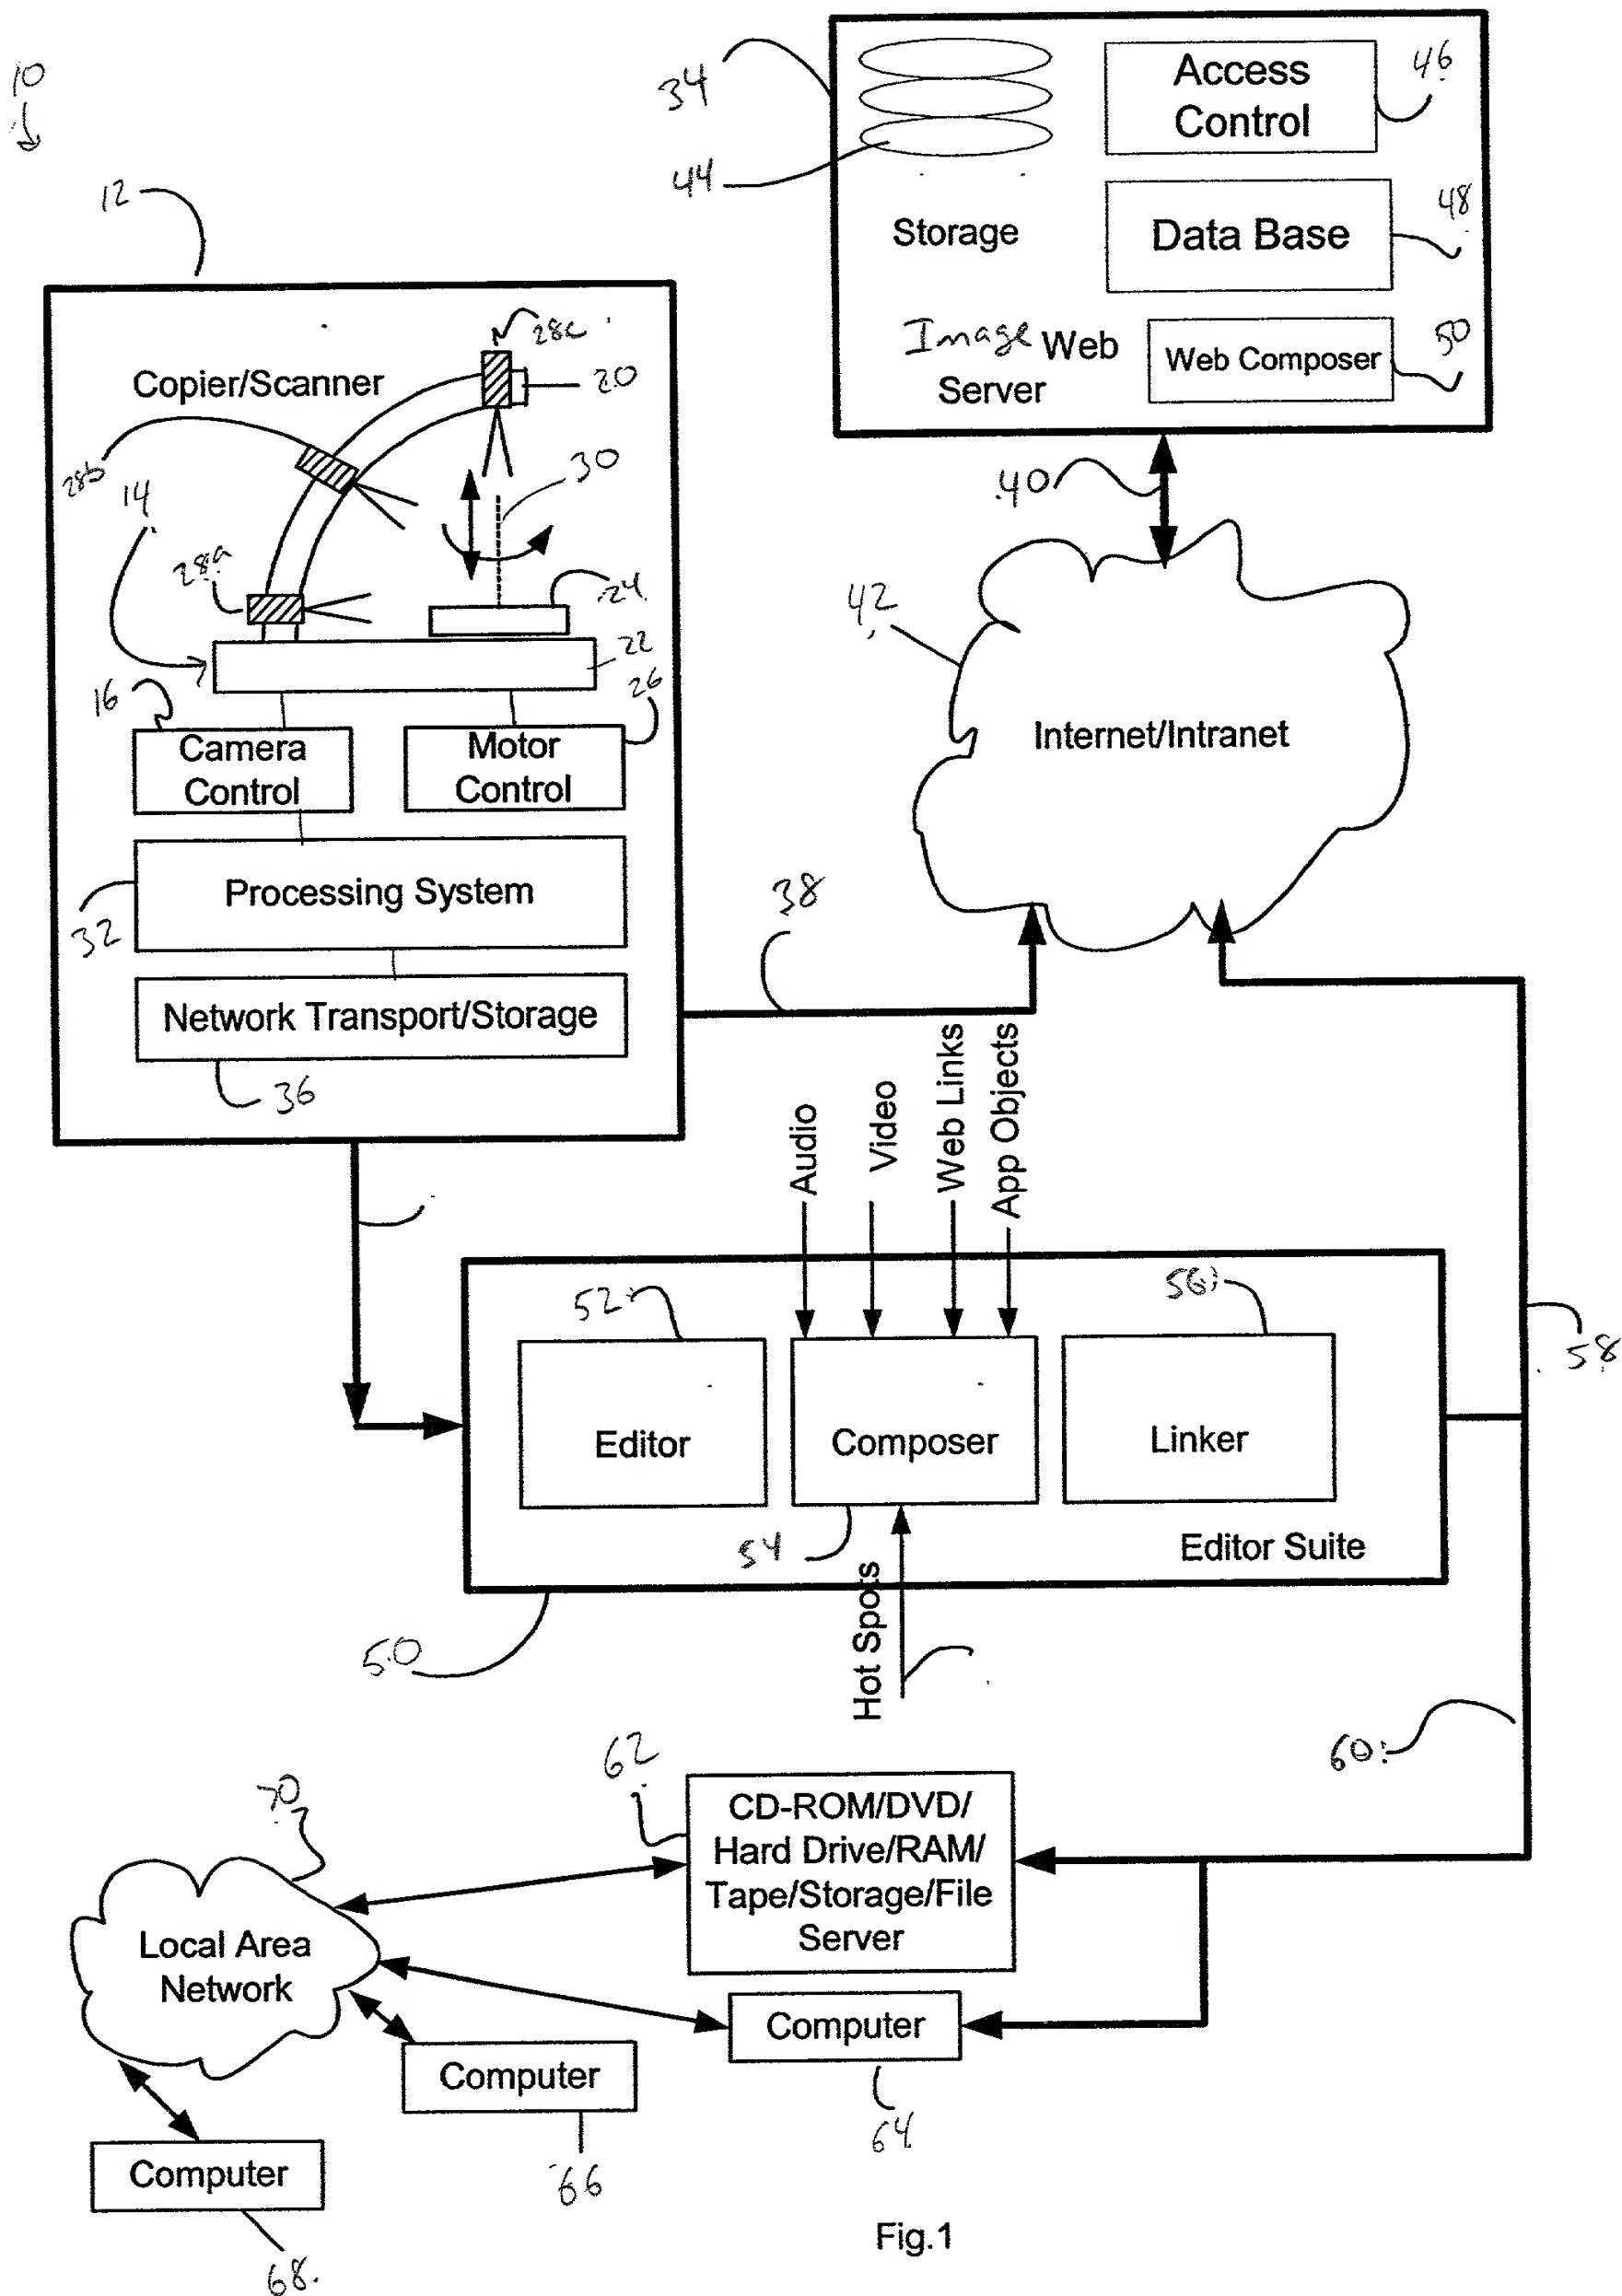 10
12
Copier/Scanner
28c
20
28b
14
30
28a
24
22
16
26
Camera
Control
Motor
Control
Processing System
32
Network Transport/Storage
36
34
44
Storage
Access
Control
46
Data Base
48
Image Web
Server
Web Composer
50
40
42
Internet/Intranet
38
Audio
Video
Web Links
App Objects
52
56
58
Editor
Composer
Linker
54
Editor Suite
50
Hot Spots
60
62
CD-ROM/DVD/
Hard Drive/RAM/
Tape/Storage/File
Server
70
Local Area
Network
Computer
64
Computer
66
Computer
68
Fig.1